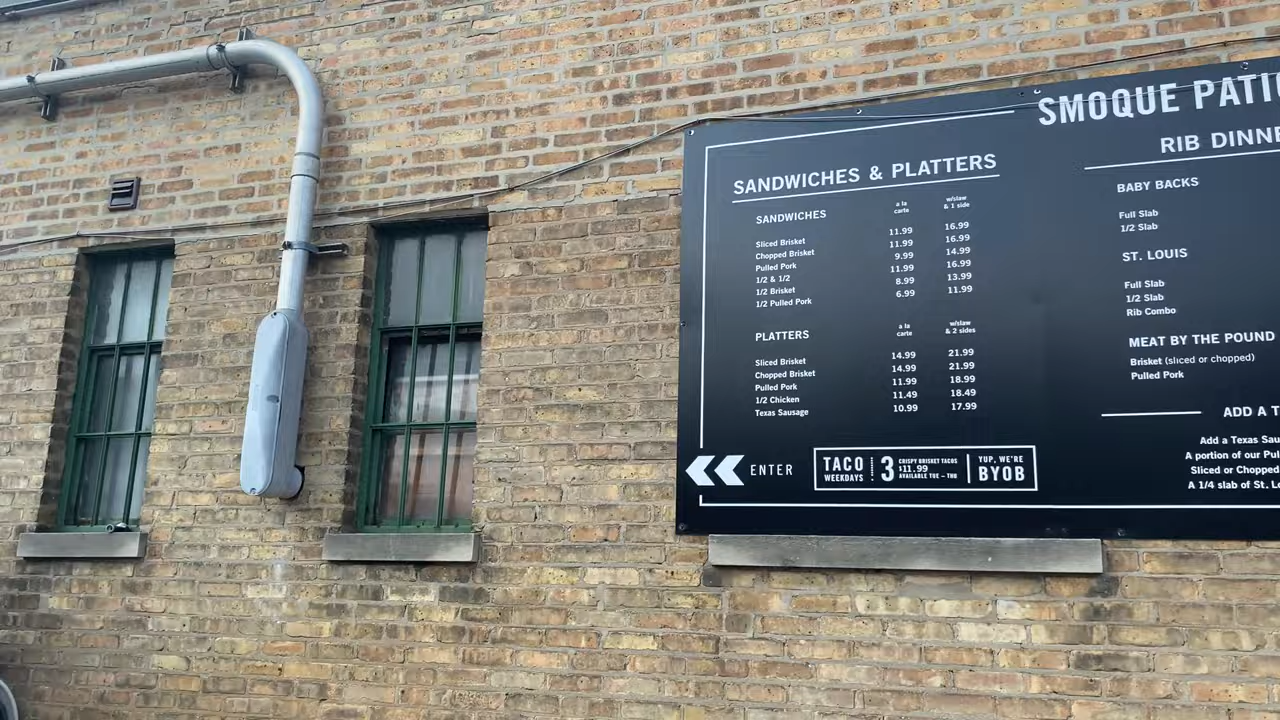 SMOQUE
SANDWICHES & PLATTERS
SANDWICHES
a la carte
w/slaw & 1 side
Sliced Brisket 11.99 16.99
Chopped Brisket 11.99 16.99
Pulled Pork 9.99 14.99
1/2 & 1/2 11.99 16.99
1/2 Brisket 8.99 13.99
1/2 Pulled Pork 6.99 11.99
PLATTERS
a la carte
w/slaw & 2 sides
Sliced Brisket 14.99 21.99
Chopped Brisket 14.99 21.99
Pulled Pork 11.99 18.99
1/2 Chicken 11.49 18.49
Texas Sausage 10.99 17.99
ENTER
TACO
WEEKDAYS
3
CRISPY BRISKET TACOS
$11.99
AVAILABLE TUE – THU
YUP, WE'RE
BYOB
RIB
BABY BACKS
Full Slab
1/2 Slab
ST. LOUIS
Full Slab
1/2 Slab
Rib Combo
MEAT BY THE POUND
Brisket (sliced or chopped)
Pulled Pork
ADD A
Add a Texas
A portion of our
Sliced or Chopped
A 1/4 slab of St.